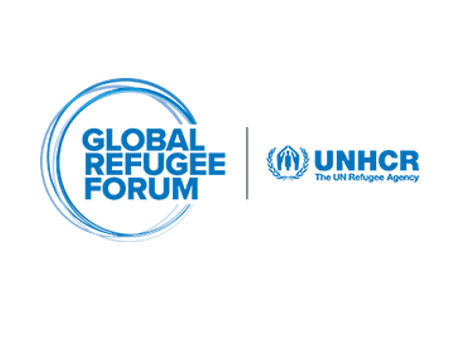 GLOBAL
REFUGEE
FORUM
UNHCR
The UN Refugee Agency